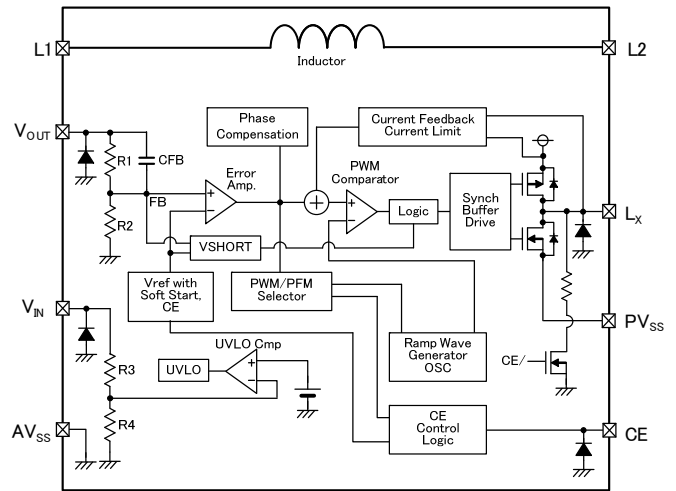 L1
L2
Inductor
VOUT
R1
CFB
FB
R2
Phase
Compensation
Error
Amp.
+
−
Current Feedback
Current Limit
+
PWM
Comparator
+
−
Logic
Synch
Buffer
Drive
LX
VSHORT
Vref with
Soft Start,
CE
PWM/PFM
Selector
VIN
R3
R4
UVLO Cmp
UVLO
+
−
Ramp Wave
Generator
OSC
PVSS
CE/
CE
Control
Logic
AVSS
CE